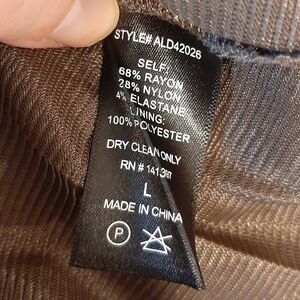 STYLE# ALD42026
SELF:
68% RAYON
28% NYLON
4% ELASTANE
LINING:
100% POLYESTER
DRY CLEAN ONLY
RN #
L
MADE IN CHINA
P